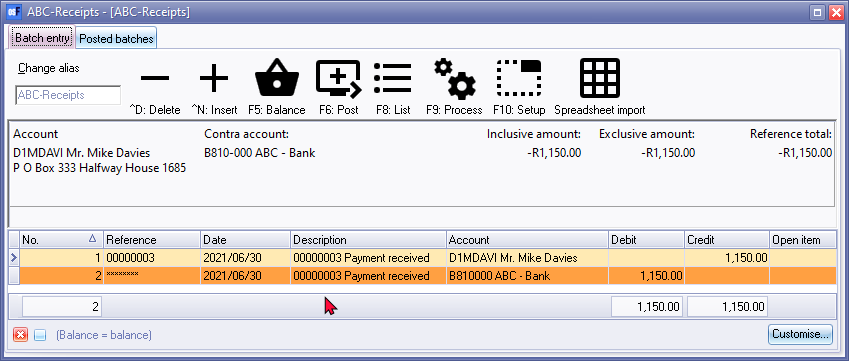 ABC-Receipts - [ABC-Receipts]
Batch entry Posted batches
Change alias
ABC-Receipts
^D: Delete ^N: Insert F5: Balance F6: Post F8: List F9: Process F10: Setup Spreadsheet import
Account Contra account: Inclusive amount: Exclusive amount: Reference total:
D1MDAVI Mr. Mike Davies B810-000 ABC - Bank -R1,150.00 -R1,150.00 -R1,150.00
P O Box 333 Halfway House 1685
No. Reference Date Description Account Debit Credit Open item
1 00000003 2021/06/30 00000003 Payment received D1MDAVI Mr. Mike Davies 1,150.00
2 ******** 2021/06/30 00000003 Payment received B810000 ABC - Bank 1,150.00
2 1,150.00 1,150.00
(Balance = balance) Customise...